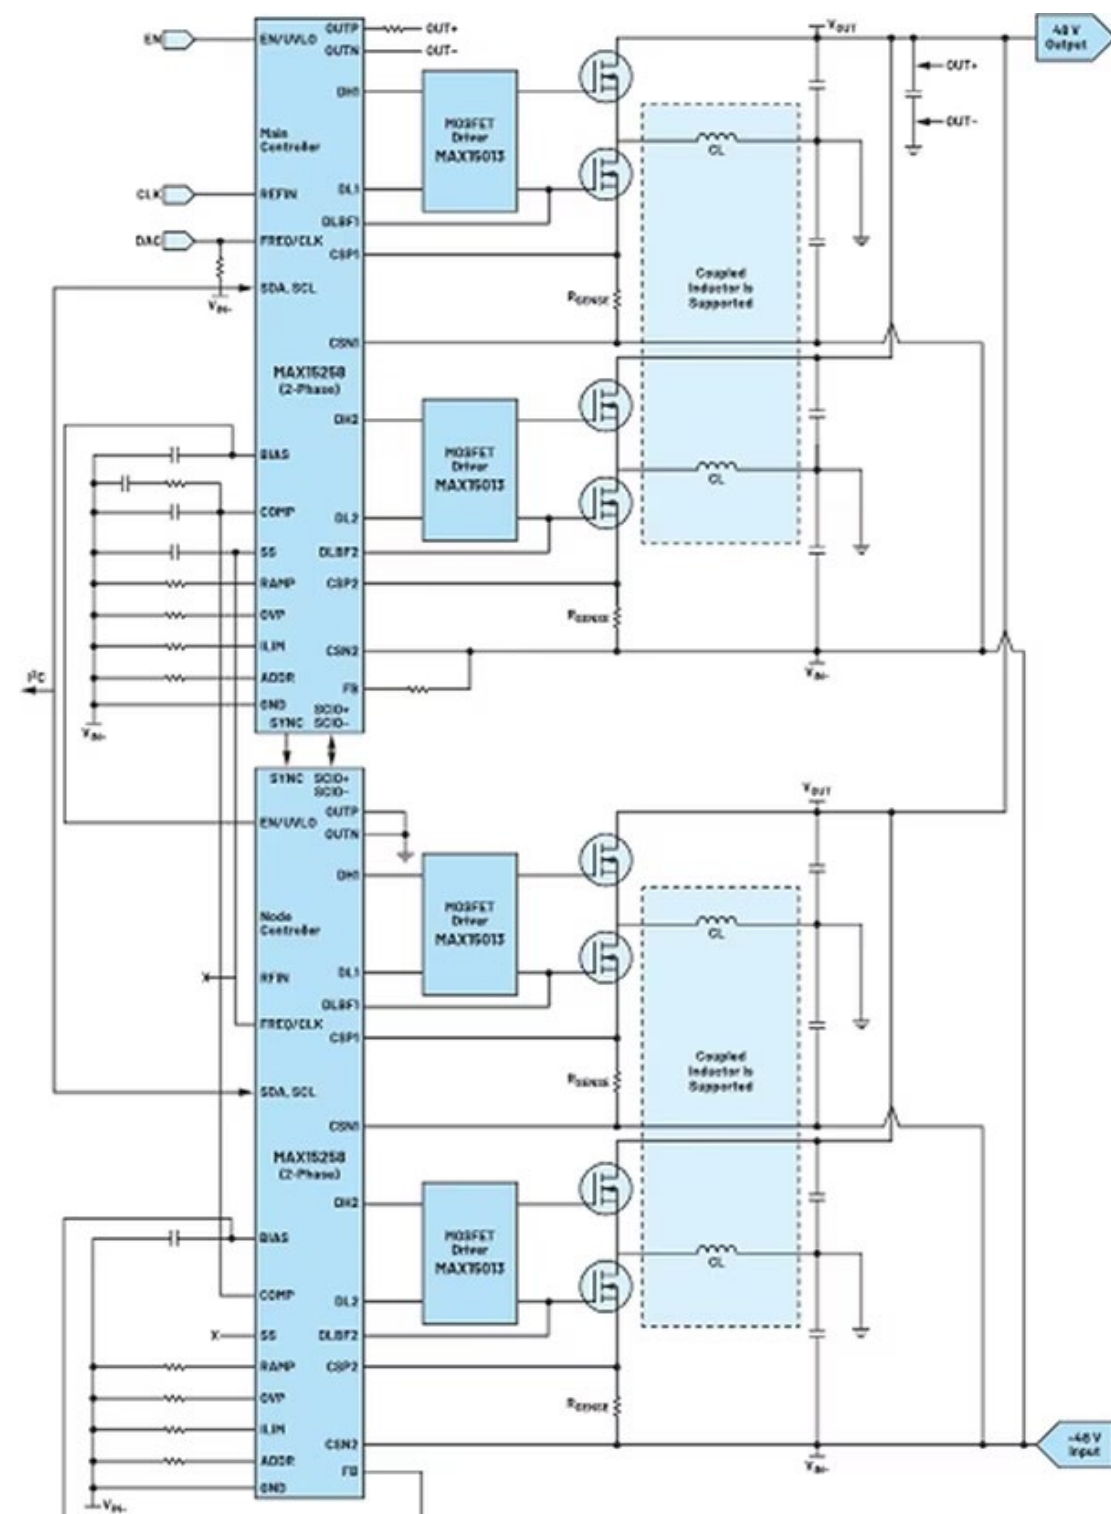 EN
EN/UVLO
OUTP
OUT+
OUTN
OUT-
VOUT
48 V
Output
OUT+
OUT-
DH1
MOSFET
Driver
MAX15013
Main
Controller
CL
CLK
REFIN
DL1
DLBF1
DAC
FREQ/CLK
CSP1
VIN-
SDA, SCL
RSENSE
Coupled
Inductor Is
Supported
CSN1
MAX15258
(2-Phase)
DH2
MOSFET
Driver
MAX15013
BIAS
CL
COMP
DL2
SS
DLBF2
RAMP
CSP2
OVP
RSENSE
ILIM
CSN2
ADDR
FB
VIN-
I2C
GND
SCIO+
SYNC
SCIO-
VIN-
SYNC
SCIO+
SCIO-
VOUT
OUTP
EN/UVLO
OUTN
DH1
MOSFET
Driver
MAX15013
Node
Controller
CL
X
RFIN
DL1
DLBF1
FREQ/CLK
CSP1
SDA, SCL
RSENSE
Coupled
Inductor Is
Supported
CSN1
MAX15258
(2-Phase)
DH2
MOSFET
Driver
MAX15013
BIAS
CL
COMP
DL2
X
SS
DLBF2
RAMP
CSP2
OVP
RSENSE
ILIM
CSN2
-48 V
Input
ADDR
FB
VIN-
GND
VIN-